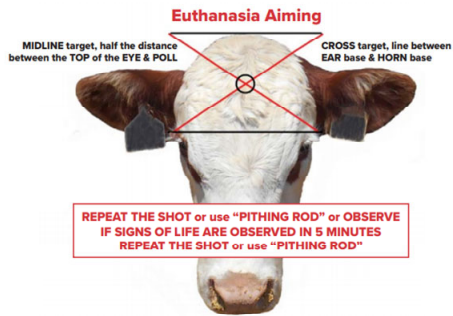 Euthanasia Aiming
MIDLINE target, half the distance
between the TOP of the EYE & POLL
CROSS target, line between
EAR base & HORN base
REPEAT THE SHOT or use “PITHING ROD” or OBSERVE
IF SIGNS OF LIFE ARE OBSERVED IN 5 MINUTES
REPEAT THE SHOT or use “PITHING ROD”